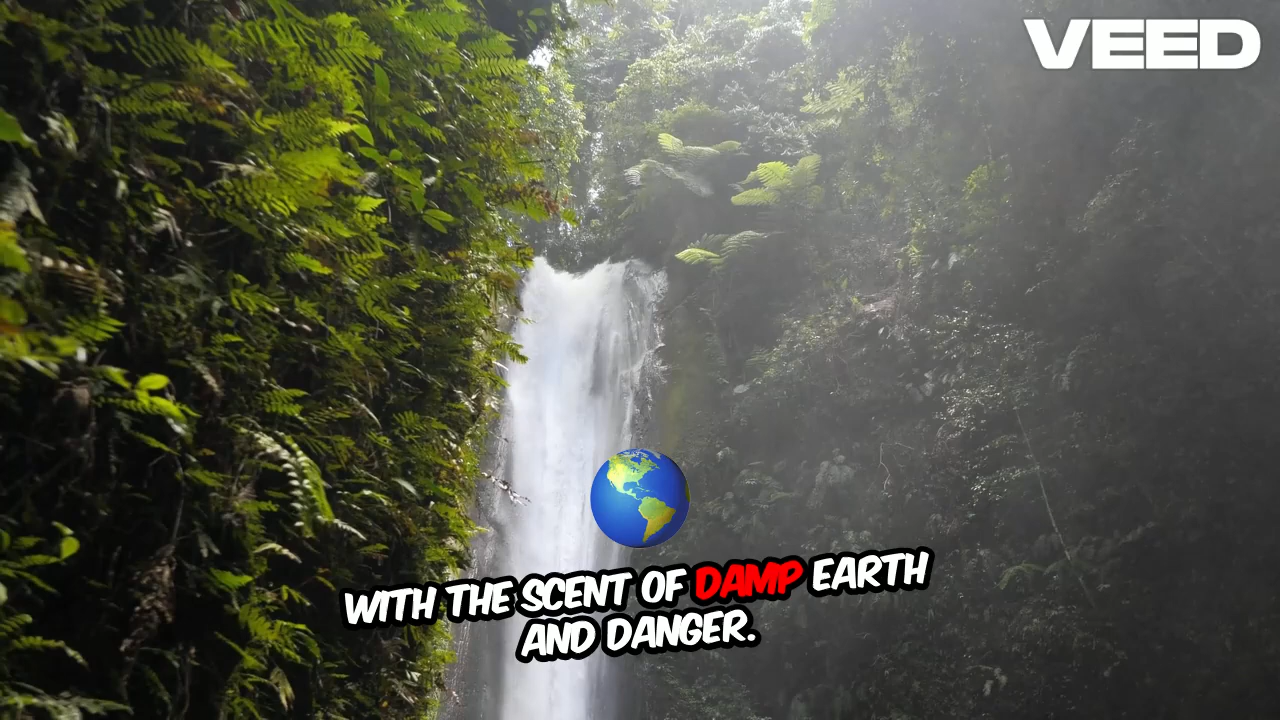 VEED
WITH THE SCENT OF DAMP EARTH
AND DANGER.